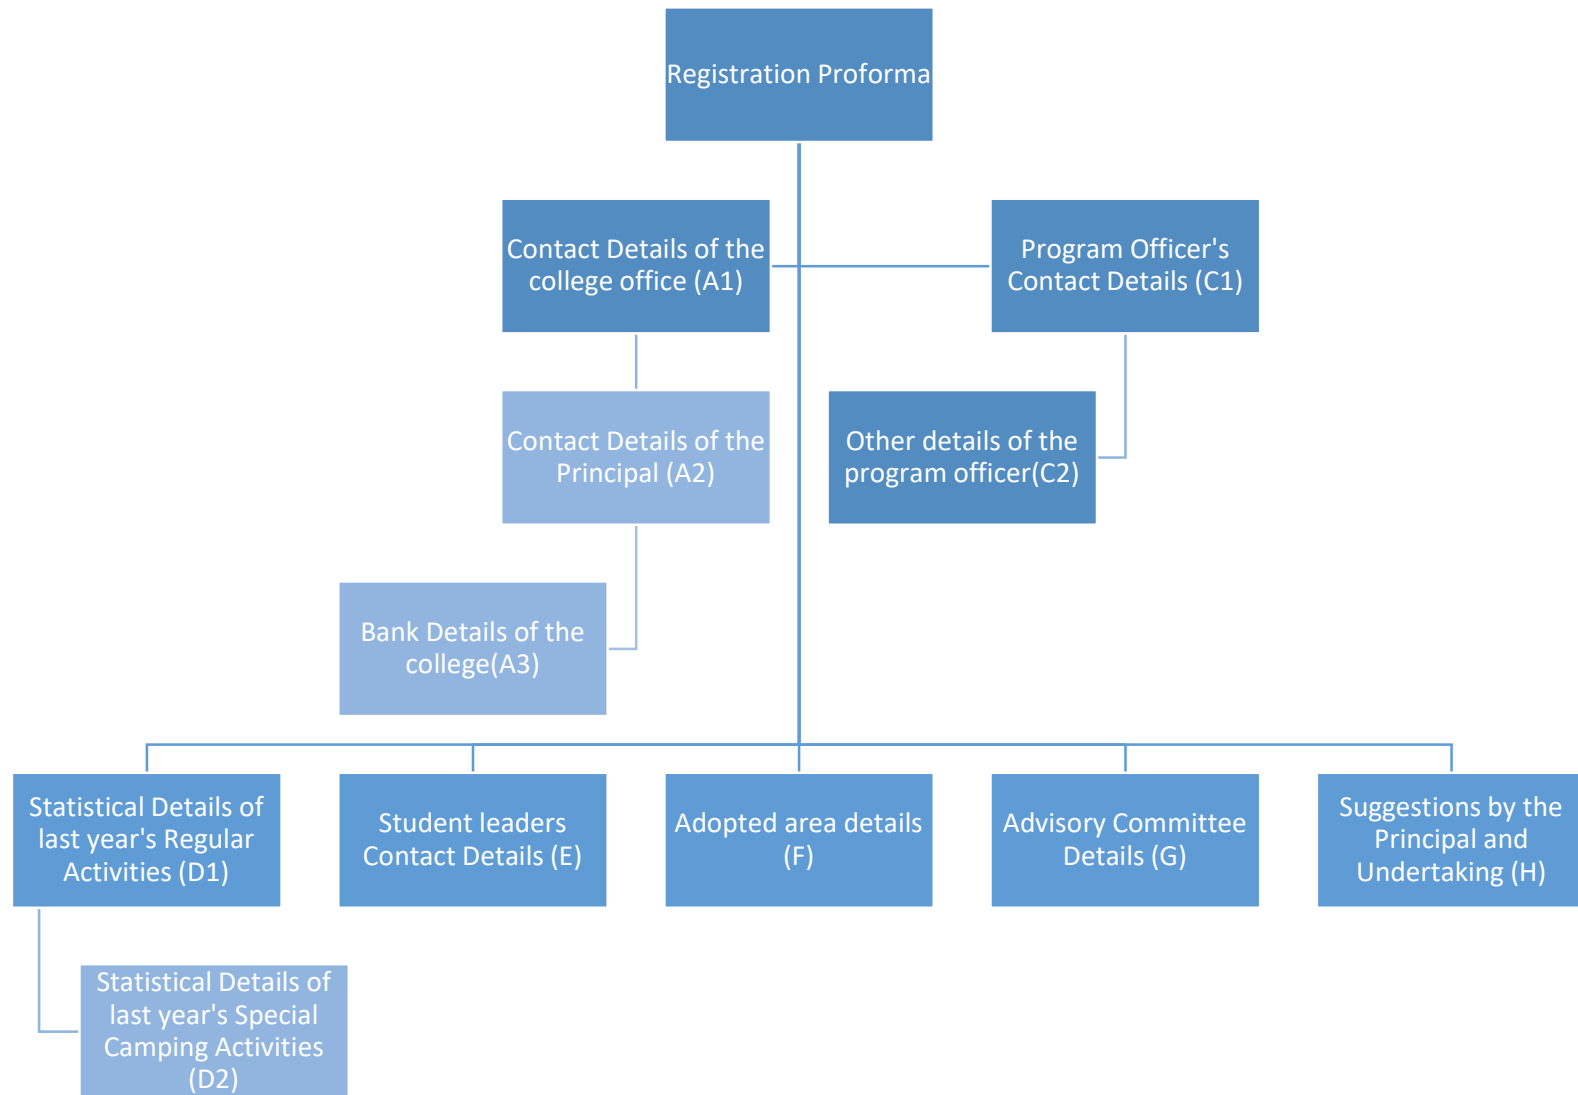 Registration Proforma
Contact Details of the
college office (A1)
Program Officer's
Contact Details (C1)
Contact Details of the
Principal (A2)
Other details of the
program officer(C2)
Bank Details of the
college(A3)
Statistical Details of
last year's Regular
Activities (D1)
Student leaders
Contact Details (E)
Adopted area details
(F)
Advisory Committee
Details (G)
Suggestions by the
Principal and
Undertaking (H)
Statistical Details of
last year's Special
Camping Activities
(D2)